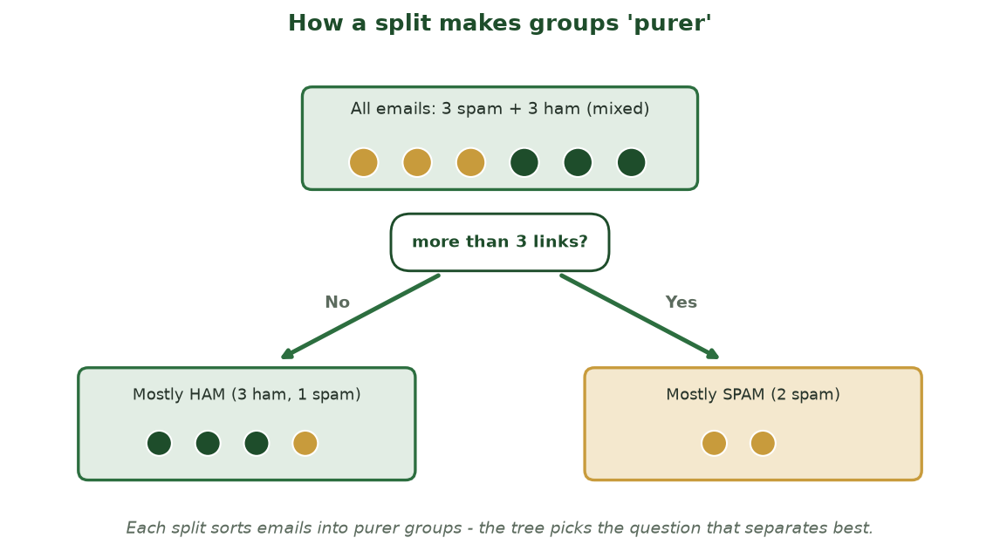 How a split makes groups 'purer'
All emails: 3 spam + 3 ham (mixed)
more than 3 links?
No
Yes
Mostly HAM (3 ham, 1 spam)
Mostly SPAM (2 spam)
Each split sorts emails into purer groups - the tree picks the question that separates best.